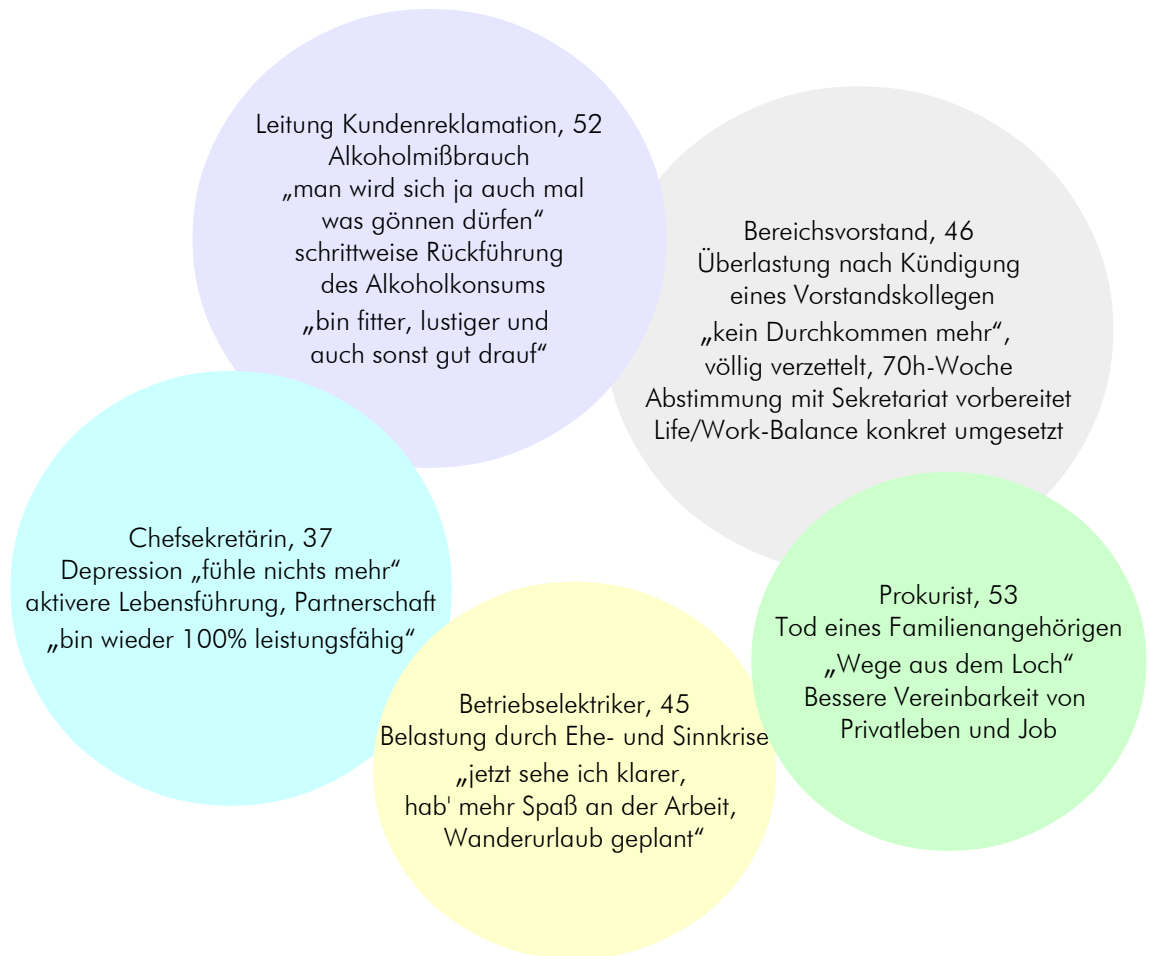 Leitung Kundenreklamation, 52
Alkoholmißbrauch
„man wird sich ja auch mal
was gönnen dürfen“
schrittweise Rückführung
des Alkoholkonsums
„bin fitter, lustiger und
auch sonst gut drauf“
Bereichsvorstand, 46
Überlastung nach Kündigung
eines Vorstandskollegen
„kein Durchkommen mehr“,
völlig verzettelt, 70h-Woche
Abstimmung mit Sekretariat vorbereitet
Life/Work-Balance konkret umgesetzt
Chefsekretärin, 37
Depression „fühle nichts mehr“
aktivere Lebensführung, Partnerschaft
„bin wieder 100% leistungsfähig“
Betriebselektriker, 45
Belastung durch Ehe- und Sinnkrise
„jetzt sehe ich klarer,
hab' mehr Spaß an der Arbeit,
Wanderurlaub geplant“
Prokurist, 53
Tod eines Familienangehörigen
„Wege aus dem Loch“
Bessere Vereinbarkeit von
Privatleben und Job